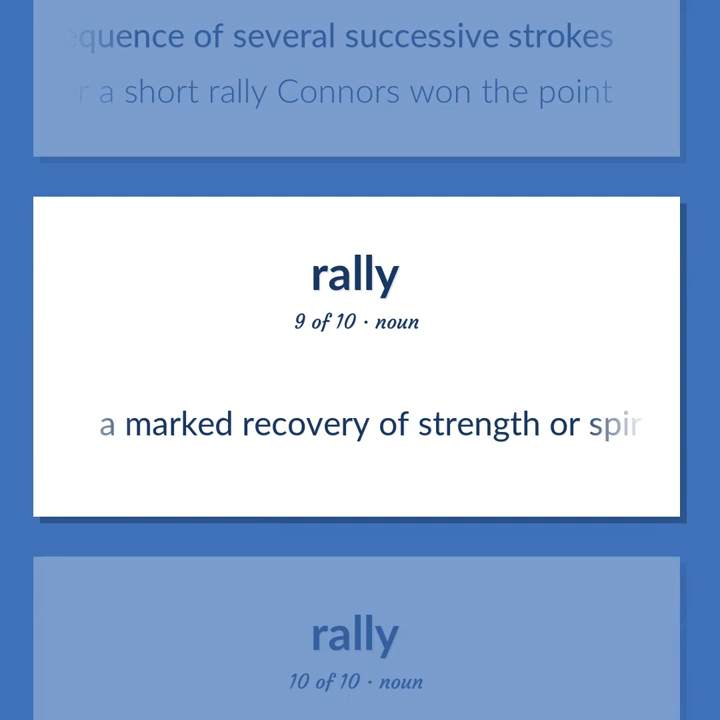 equence of several successive strokes
r a short rally Connors won the point
rally
9 of 10 · noun
a marked recovery of strength or spir
rally
10 of 10 · noun